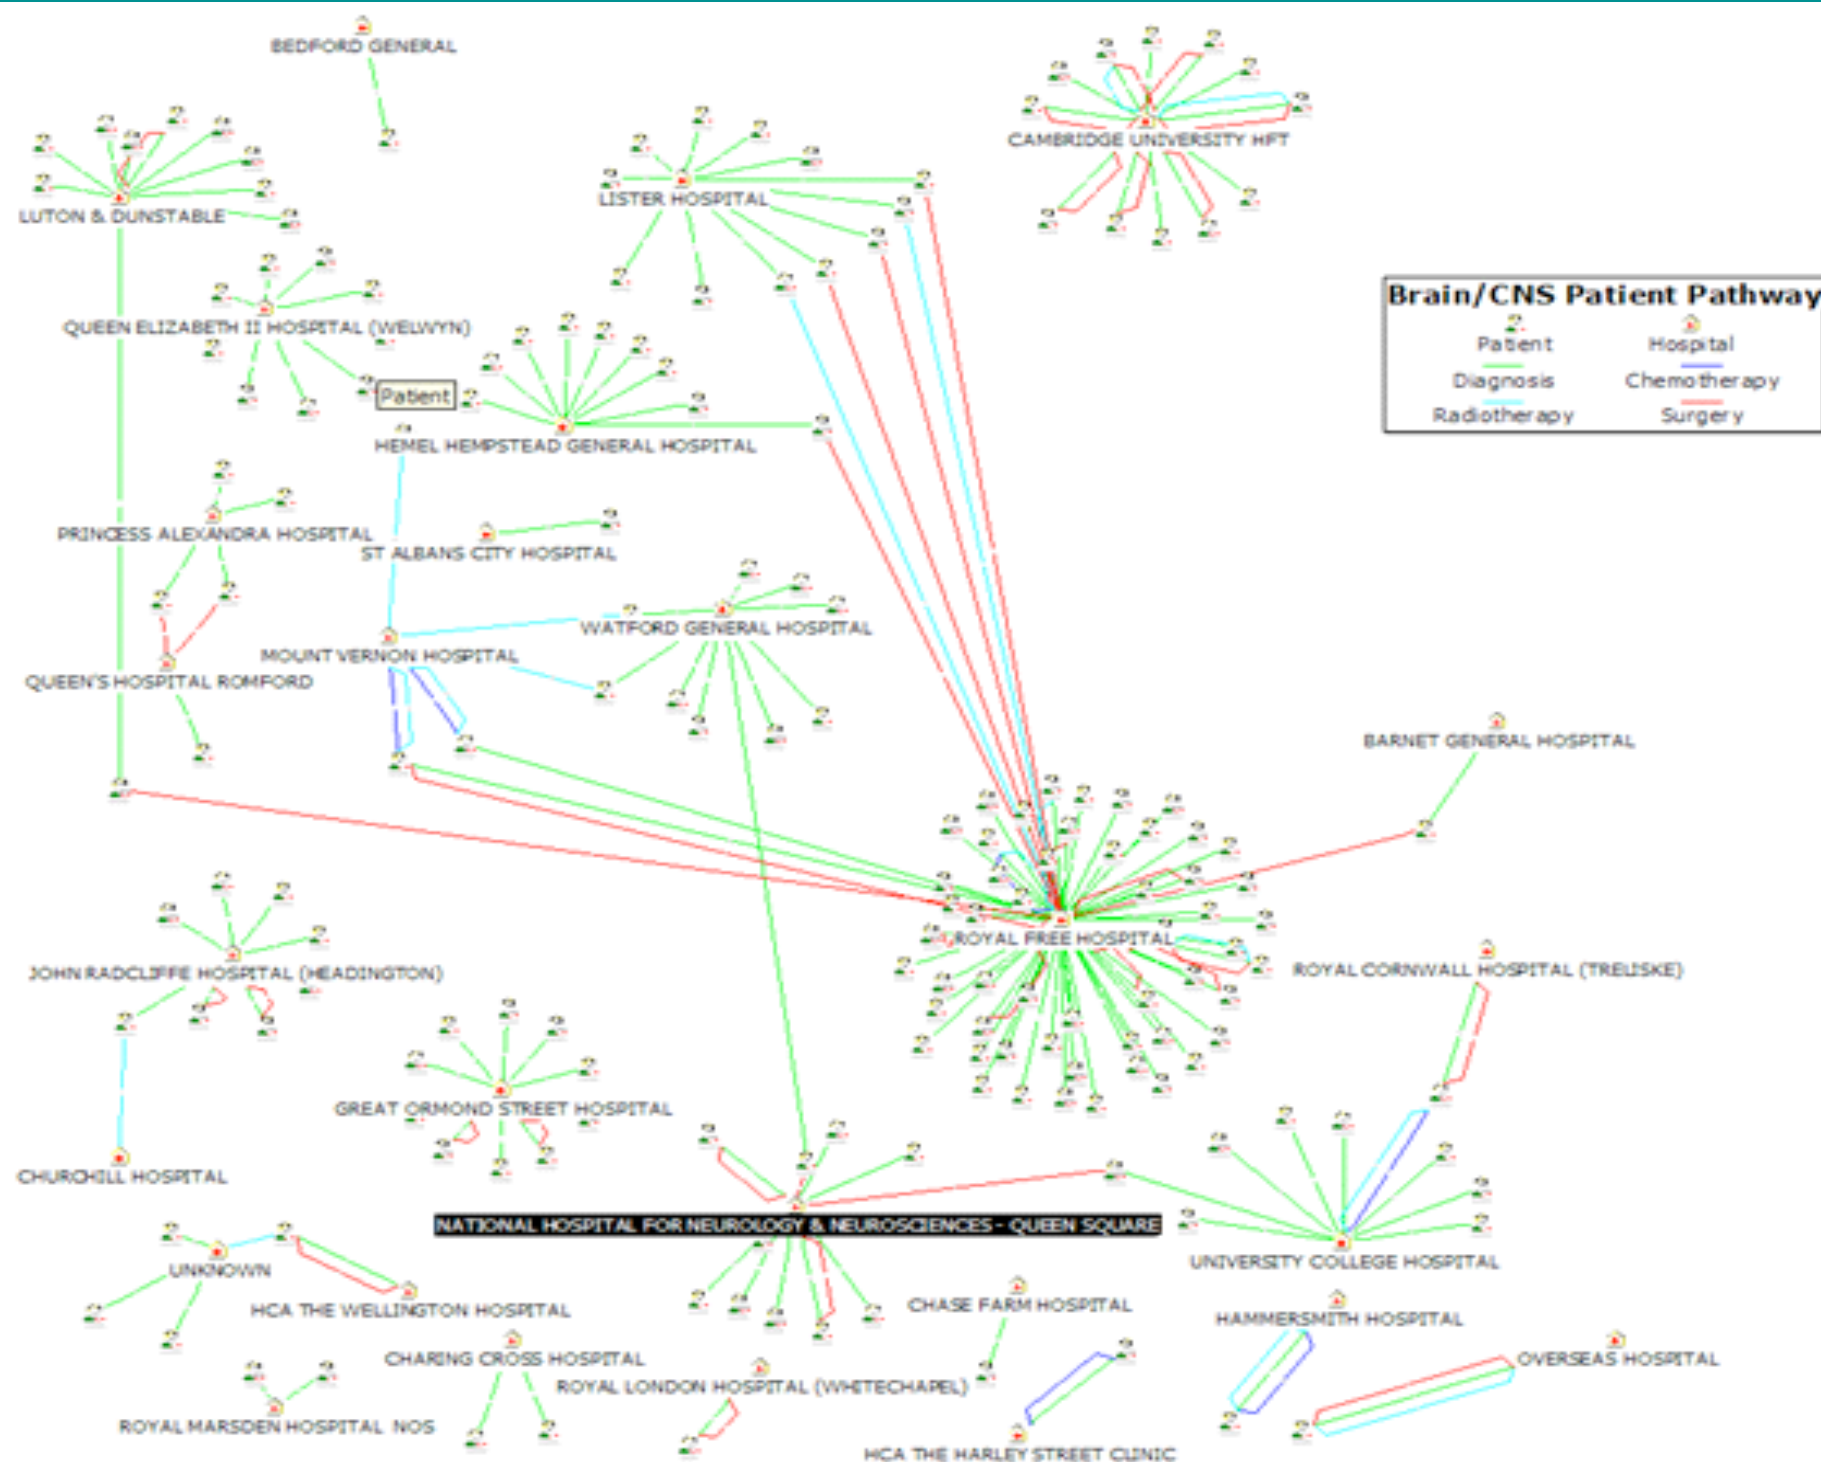 BEDFORD GENERAL
CAMBRIDGE UNIVERSITY HFT
LISTER HOSPITAL
LUTON & DUNSTABLE
Brain/CNS Patient Pathway
Patient
Hospital
Diagnosis
Chemotherapy
Radiotherapy
Surgery
QUEEN ELIZABETH II HOSPITAL (WELWYN)
Patient
HEMEL HEMPSTEAD GENERAL HOSPITAL
PRINCESS ALEXANDRA HOSPITAL
ST ALBANS CITY HOSPITAL
WATFORD GENERAL HOSPITAL
MOUNT VERNON HOSPITAL
QUEEN'S HOSPITAL ROMFORD
BARNET GENERAL HOSPITAL
ROYAL FREE HOSPITAL
JOHN RADCLIFFE HOSPITAL (HEADINGTON)
ROYAL CORNWALL HOSPITAL (TRELISKE)
GREAT ORMOND STREET HOSPITAL
CHURCHILL HOSPITAL
NATIONAL HOSPITAL FOR NEUROLOGY & NEUROSCIENCES - QUEEN SQUARE
UNIVERSITY COLLEGE HOSPITAL
UNKNOWN
HCA THE WELLINGTON HOSPITAL
CHASE FARM HOSPITAL
HAMMERSMITH HOSPITAL
CHARING CROSS HOSPITAL
OVERSEAS HOSPITAL
ROYAL LONDON HOSPITAL (WHITECHAPEL)
ROYAL MARSDEN HOSPITAL NOS
HCA THE HARLEY STREET CLINIC